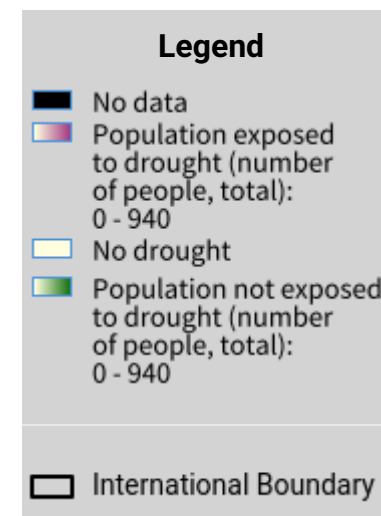 Legend
No data
Population exposed
to drought (number
of people, total):
0 - 940
No drought
Population not exposed
to drought (number
of people, total):
0 - 940
International Boundary